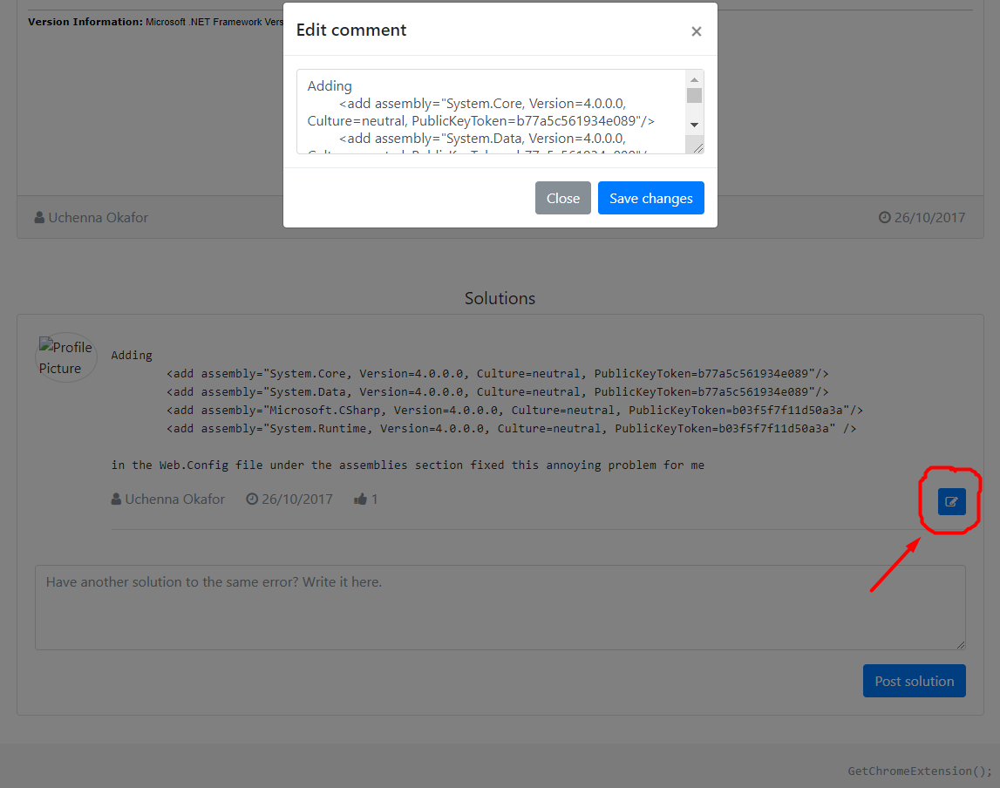 Version Information: Microsoft .NET Framework Vers
Edit comment
×
Adding
<add assembly="System.Core, Version=4.0.0.0,
Culture=neutral, PublicKeyToken=b77a5c561934e089"/>
<add assembly="System.Data, Version=4.0.0.0,
Close
Save changes
Uchenna Okafor
26/10/2017
Solutions
Profile
Picture
Adding
<add assembly="System.Core, Version=4.0.0.0, Culture=neutral, PublicKeyToken=b77a5c561934e089"/>
<add assembly="System.Data, Version=4.0.0.0, Culture=neutral, PublicKeyToken=b77a5c561934e089"/>
<add assembly="Microsoft.CSharp, Version=4.0.0.0, Culture=neutral, PublicKeyToken=b03f5f7f11d50a3a"/>
<add assembly="System.Runtime, Version=4.0.0.0, Culture=neutral, PublicKeyToken=b03f5f7f11d50a3a" />
in the Web.Config file under the assemblies section fixed this annoying problem for me
Uchenna Okafor
26/10/2017
1
Have another solution to the same error? Write it here.
Post solution
GetChromeExtension();